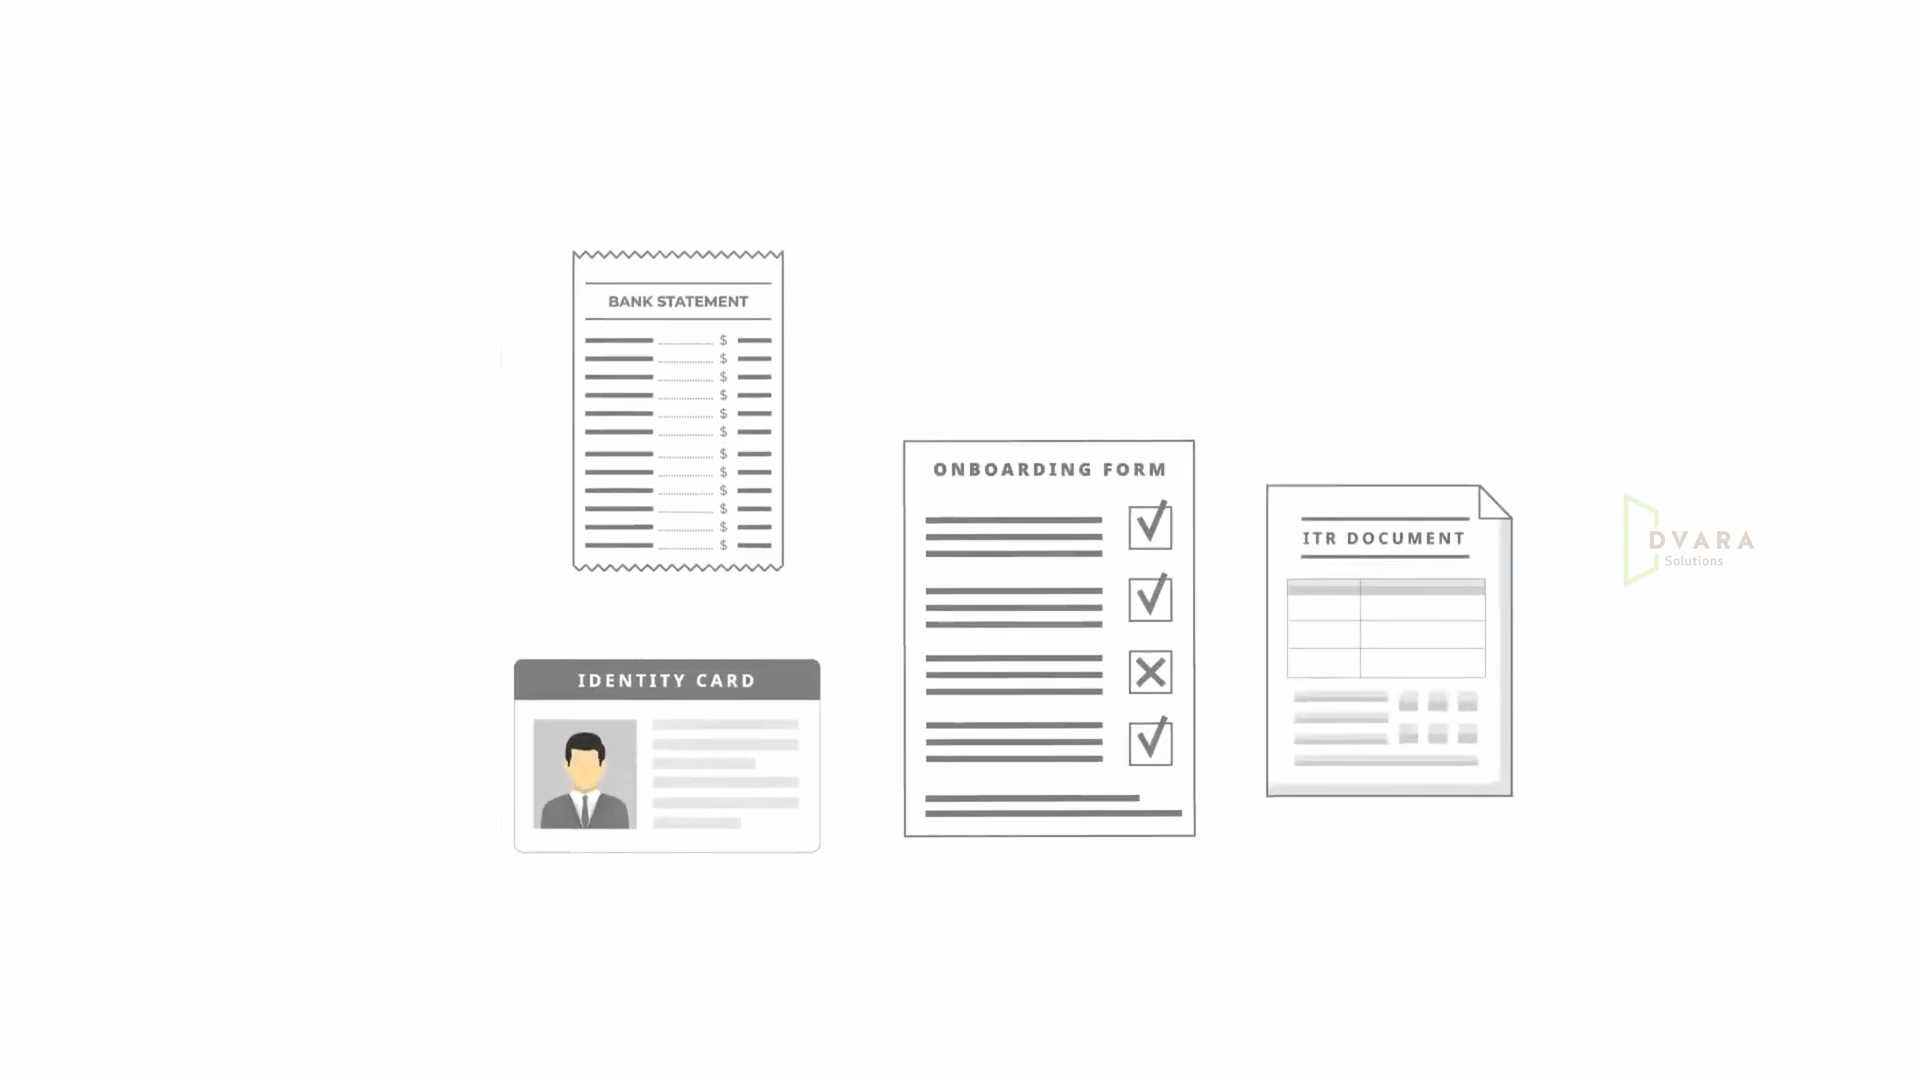 BANK STATEMENT
$
$
$
$
$
$
$
$
$
$
$
$
IDENTITY CARD
ONBOARDING FORM
ITR DOCUMENT
DVARA
Solutions